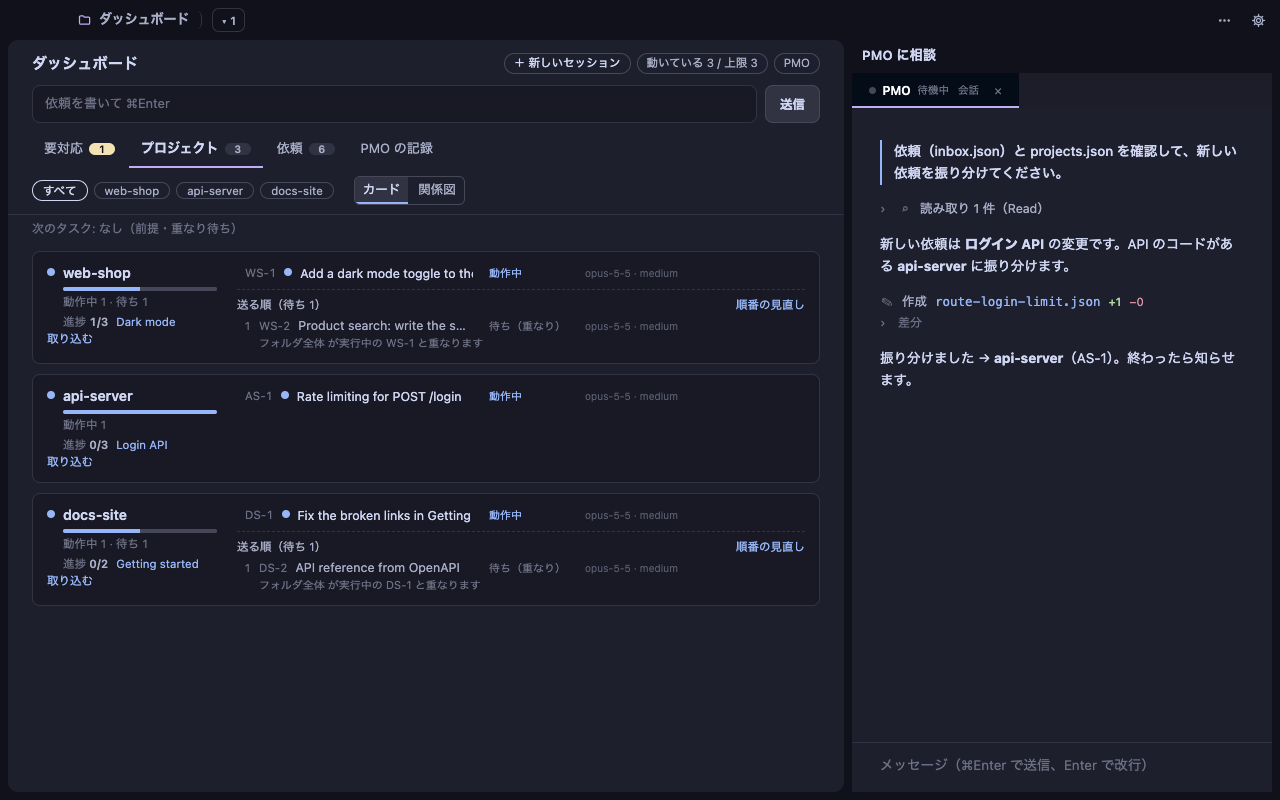 ダッシュボード
1
ダッシュボード
+ 新しいセッション
動いている 3 / 上限 3
PMO
依頼を書いて ⌘Enter
送信
要対応 1
プロジェクト 3
依頼 6
PMO の記録
すべて
web-shop
api-server
docs-site
カード
関係図
次のタスク: なし（前提・重なり待ち）
web-shop
動作中 1 · 待ち 1
進捗 1/3 Dark mode
取り込む
WS-1 Add a dark mode toggle to the 動作中 opus-5-5 · medium
送る順（待ち 1） 順番の見直し
1 WS-2 Product search: write the s... 待ち（重なり） opus-5-5 · medium
フォルダ全体 が実行中の WS-1 と重なります
api-server
動作中 1
進捗 0/3 Login API
取り込む
AS-1 Rate limiting for POST /login 動作中 opus-5-5 · medium
docs-site
動作中 1 · 待ち 1
進捗 0/2 Getting started
取り込む
DS-1 Fix the broken links in Getting 動作中 opus-5-5 · medium
送る順（待ち 1） 順番の見直し
1 DS-2 API reference from OpenAPI 待ち（重なり） opus-5-5 · medium
フォルダ全体 が実行中の DS-1 と重なります
PMO に相談
PMO 待機中 会話 ×
依頼（inbox.json）と projects.json を確認して、新しい
依頼を振り分けてください。
読み取り 1 件（Read）
新しい依頼は ログイン API の変更です。API のコードがあ
る api-server に振り分けます。
作成 route-login-limit.json +1 −0
差分
振り分けました → api-server（AS-1）。終わったら知らせ
ます。
メッセージ（⌘Enter で送信、Enter で改行）